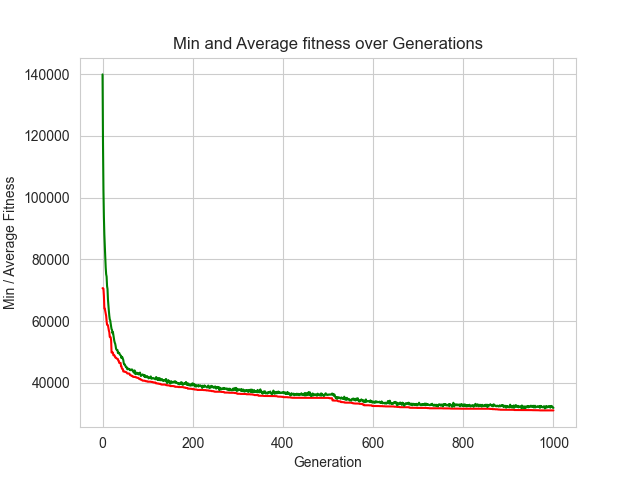 Min and Average fitness over Generations
140000
120000
100000
80000
60000
40000
Min / Average Fitness
0 200 400 600 800 1000
Generation